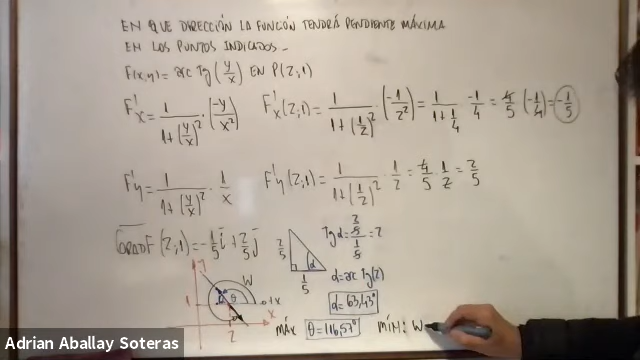 EN QUE DIRECCIÓN LA FUNCIÓN TENDRÁ PENDIENTE MÁXIMA
EN LOS PUNTOS INDICADOS -
F(x,y) = arc Tg (y/x) EN P(2;1)
F'x = 1/(1+(y/x)²) · (-y/x²) F'x(2;1) = 1/(1+(1/2)²) · (-1/2²) = 1/(1+1/4) · -1/4 = 4/5 (-1/4) = -1/5
F'y = 1/(1+(y/x)²) · 1/x F'y(2;1) = 1/(1+(1/2)²) · 1/2 = 4/5 · 1/2 = 2/5
GRAD F (2;1) = -1/5 i + 2/5 j
2/5 α 1/5
Tg α = (2/5)/(1/5) = 2
α = arc Tg(2)
α = 63,43°
y W θ +x x 1 2
MÁX θ = 116,57° MÍN: W
Adrian Aballay Soteras